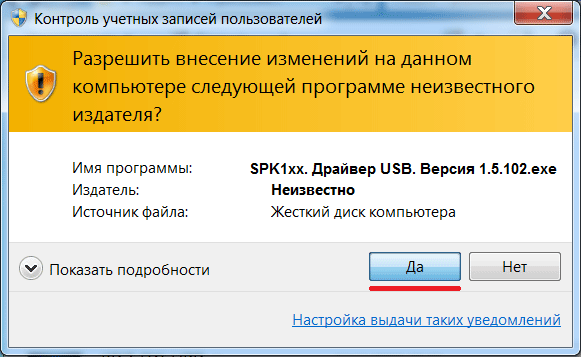 Контроль учетных записей пользователей
Разрешить внесение изменений на данном
компьютере следующей программе неизвестного
издателя?
Имя программы: SPK1xx. Драйвер USB. Версия 1.5.102.exe
Издатель: Неизвестно
Источник файла: Жесткий диск компьютера
Показать подробности Да Нет
Настройка выдачи таких уведомлений